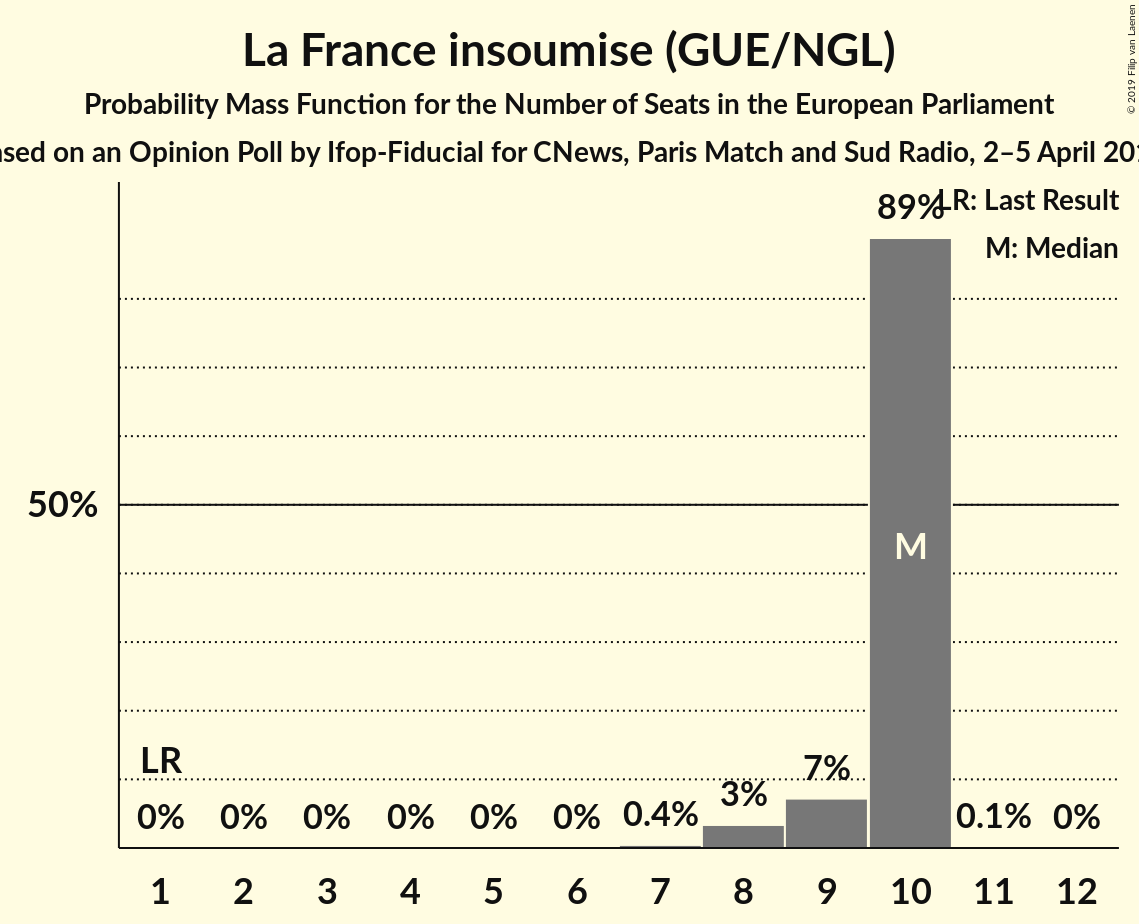 La France insoumise (GUE/NGL)
Probability Mass Function for the Number of Seats in the European Parliament
on an Opinion Poll by Ifop-Fiducial for CNews, Paris Match and Sud Radio, 2–5 April
© 2019 Filip van Laenen
LR: Last Result
M: Median
89%
50%
M
LR
0% 0% 0% 0% 0% 0% 0.4% 3% 7% 0.1% 0%
1 2 3 4 5 6 7 8 9 10 11 12